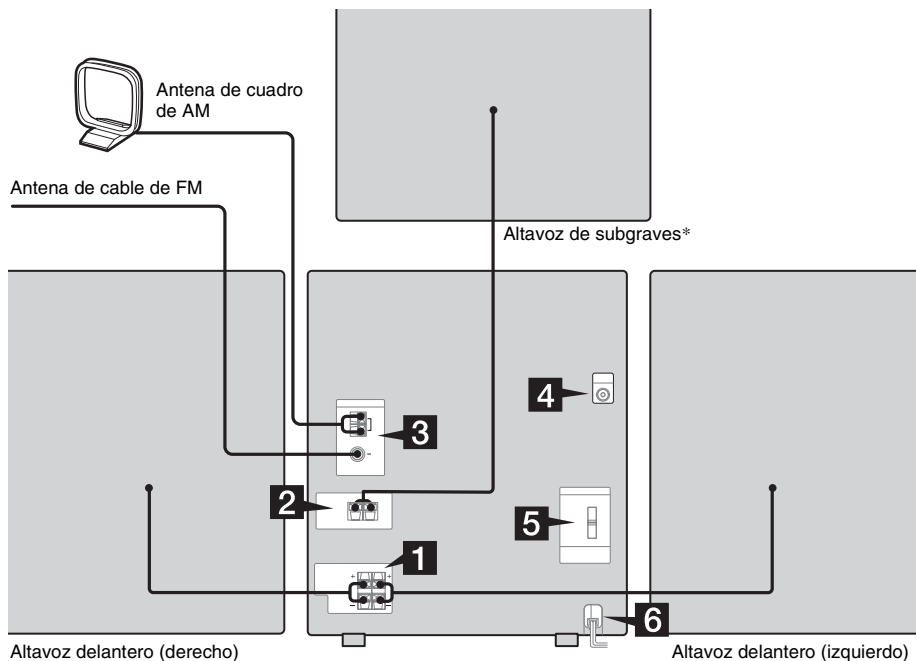 Antena de cuadro
de AM
Antena de cable de FM
Altavoz de subgraves*
4
3
2
5
1
+ +
– –
6
Altavoz delantero (derecho)
Altavoz delantero (izquierdo)